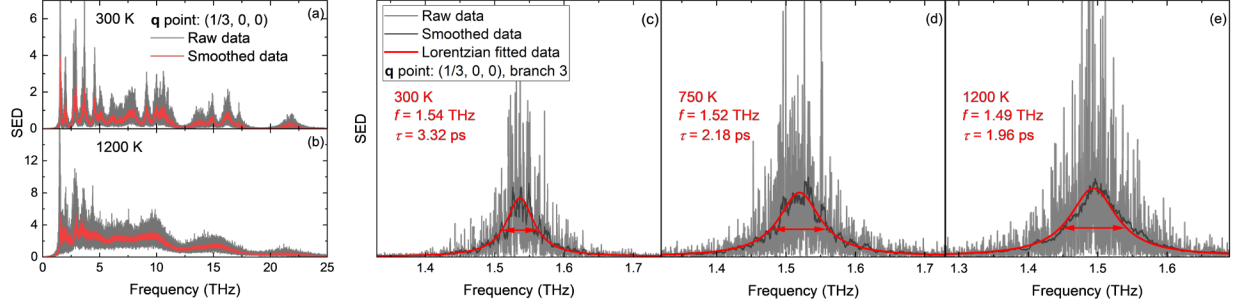 300 K
q point: (1/3, 0, 0)
(a)
Raw data
Smoothed data
6
4
2
0
SED
1200 K
(b)
12
8
4
0
0 5 10 15 20 25
Frequency (THz)
Raw data
Smoothed data
Lorentzian fitted data
q point: (1/3, 0, 0), branch 3
(c)
300 K
f = 1.54 THz
τ = 3.32 ps
SED
1.4 1.5 1.6 1.7
Frequency (THz)
(d)
750 K
f = 1.52 THz
τ = 2.18 ps
1.4 1.5 1.6 1.7
Frequency (THz)
(e)
1200 K
f = 1.49 THz
τ = 1.96 ps
1.3 1.4 1.5 1.6
Frequency (THz)